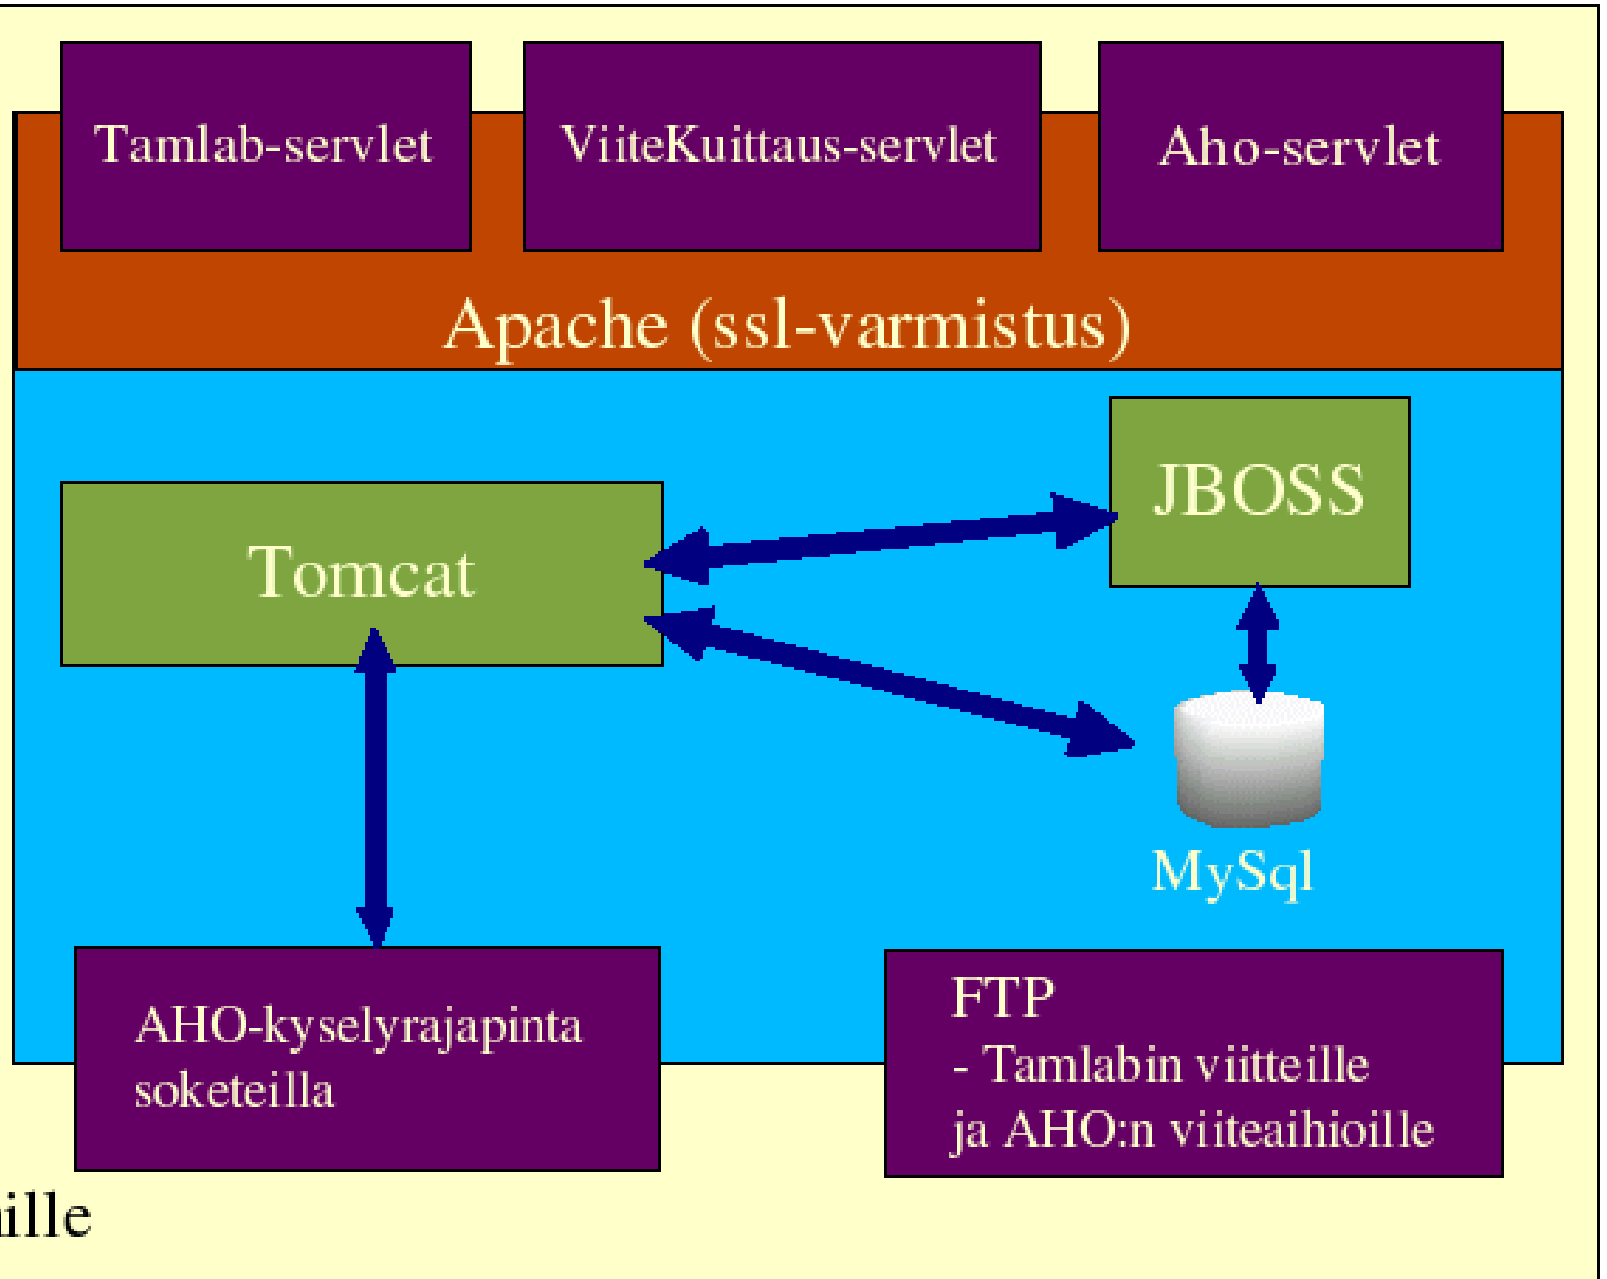 Tamlab-servlet
ViiteKuittaus-servlet
Aho-servlet
Apache (ssl-varmistus)
JBOSS
Tomcat
MySql
AHO-kyselyrajapinta
soketeilla
FTP
- Tamlabin viitteille
ja AHO:n viiteaihioille